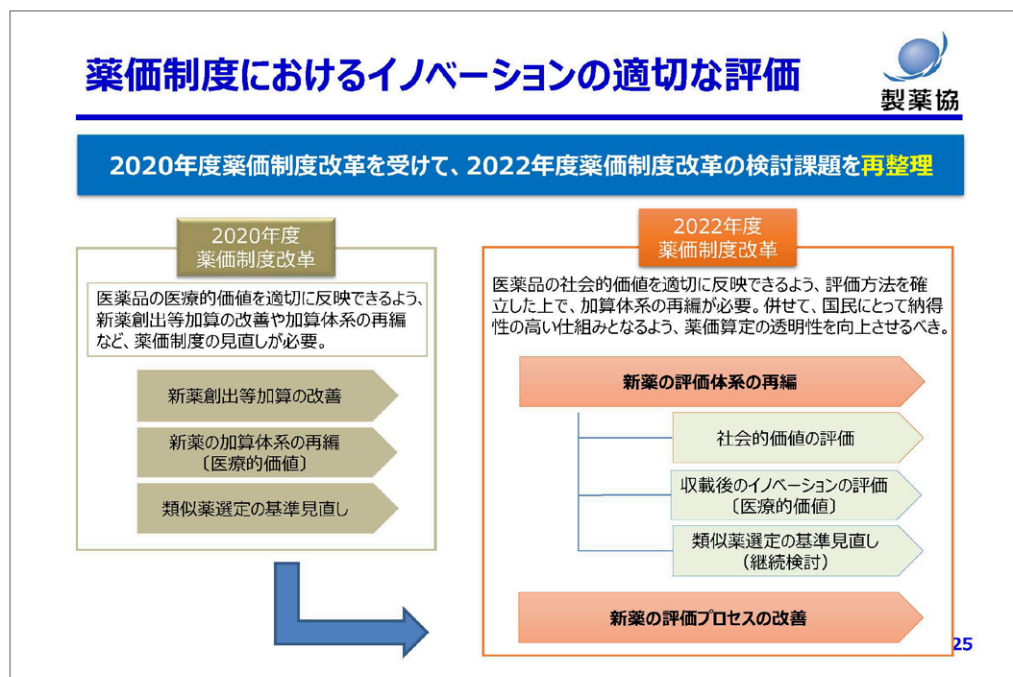 薬価制度におけるイノベーションの適切な評価
製薬協
2020年度薬価制度改革を受けて、2022年度薬価制度改革の検討課題を再整理
2020年度
薬価制度改革
医薬品の医療的価値を適切に反映できるよう、
新薬創出等加算の改善や加算体系の再編
など、薬価制度の見直しが必要。
新薬創出等加算の改善
新薬の加算体系の再編
〔医療的価値〕
類似薬選定の基準見直し
2022年度
薬価制度改革
医薬品の社会的価値を適切に反映できるよう、評価方法を確
立した上で、加算体系の再編が必要。併せて、国民にとって納得
性の高い仕組みとなるよう、薬価算定の透明性を向上させるべき。
新薬の評価体系の再編
社会的価値の評価
収載後のイノベーションの評価
〔医療的価値〕
類似薬選定の基準見直し
（継続検討）
新薬の評価プロセスの改善
25